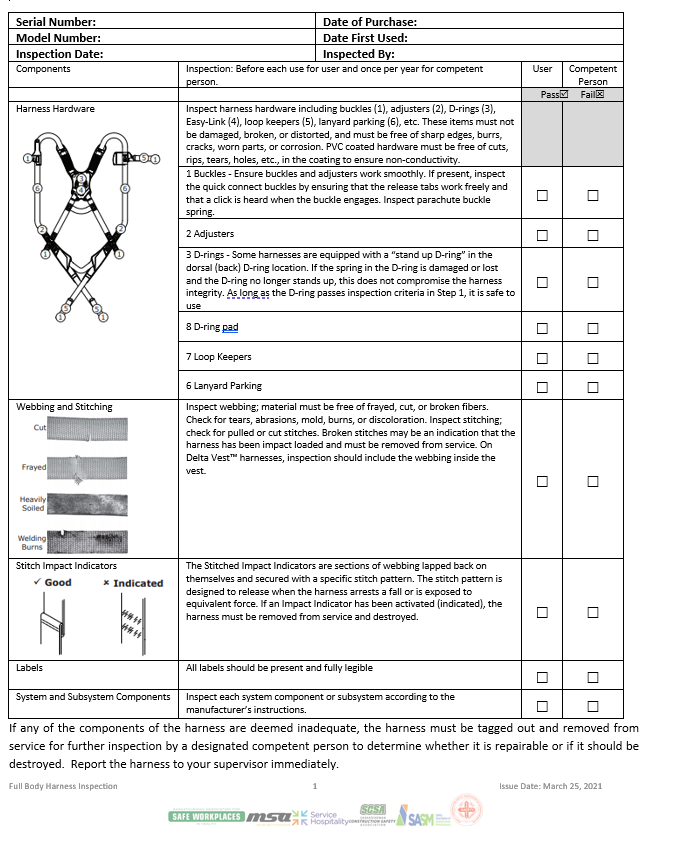 Serial Number: Date of Purchase:
Model Number: Date First Used:
Inspection Date: Inspected By:
Components
Inspection: Before each use for user and once per year for competent
person.
User
Competent
Person
Pass☑ Fail☒
Harness Hardware
Inspect harness hardware including buckles (1), adjusters (2), D-rings (3),
Easy-Link (4), loop keepers (5), lanyard parking (6), etc. These items must not
be damaged, broken, or distorted, and must be free of sharp edges, burrs,
cracks, worn parts, or corrosion. PVC coated hardware must be free of cuts,
rips, tears, holes, etc., in the coating to ensure non-conductivity.
5 1
3
4
6 6
2 2
1 1
5 5
1 1
1 Buckles - Ensure buckles and adjusters work smoothly. If present, inspect
the quick connect buckles by ensuring that the release tabs work freely and
that a click is heard when the buckle engages. Inspect parachute buckle
spring.
☐ ☐
2 Adjusters
☐ ☐
3 D-rings - Some harnesses are equipped with a "stand up D-ring" in the
dorsal (back) D-ring location. If the spring in the D-ring is damaged or lost
and the D-ring no longer stands up, this does not compromise the harness
integrity. As long as the D-ring passes inspection criteria in Step 1, it is safe to
use
☐ ☐
8 D-ring pad
☐ ☐
7 Loop Keepers
☐ ☐
6 Lanyard Parking
☐ ☐
Webbing and Stitching
Cut
Frayed
Heavily
Soiled
Welding
Burns
Inspect webbing; material must be free of frayed, cut, or broken fibers.
Check for tears, abrasions, mold, burns, or discoloration. Inspect stitching;
check for pulled or cut stitches. Broken stitches may be an indication that the
harness has been impact loaded and must be removed from service. On
Delta Vest™ harnesses, inspection should include the webbing inside the
vest.
☐ ☐
Stitch Impact Indicators
✓ Good × Indicated
The Stitched Impact Indicators are sections of webbing lapped back on
themselves and secured with a specific stitch pattern. The stitch pattern is
designed to release when the harness arrests a fall or is exposed to
equivalent force. If an Impact Indicator has been activated (indicated), the
harness must be removed from service and destroyed.
☐ ☐
Labels
All labels should be present and fully legible
☐ ☐
System and Subsystem Components
Inspect each system component or subsystem according to the
manufacturer's instructions.
☐ ☐
If any of the components of the harness are deemed inadequate, the harness must be tagged out and removed from
service for further inspection by a designated competent person to determine whether it is repairable or if it should be
destroyed. Report the harness to your supervisor immediately.
Full Body Harness Inspection 1 Issue Date: March 25, 2021
SAFE WORKPLACES
msa
Service
Hospitality
SCSA
CONSTRUCTION SAFETY
SASM